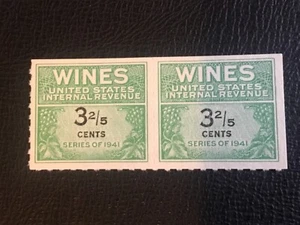 WINES
UNITED STATES
INTERNAL REVENUE
3 2/5
CENTS
SERIES OF 1941
WINES
UNITED STATES
INTERNAL REVENUE
3 2/5
CENTS
SERIES OF 1941